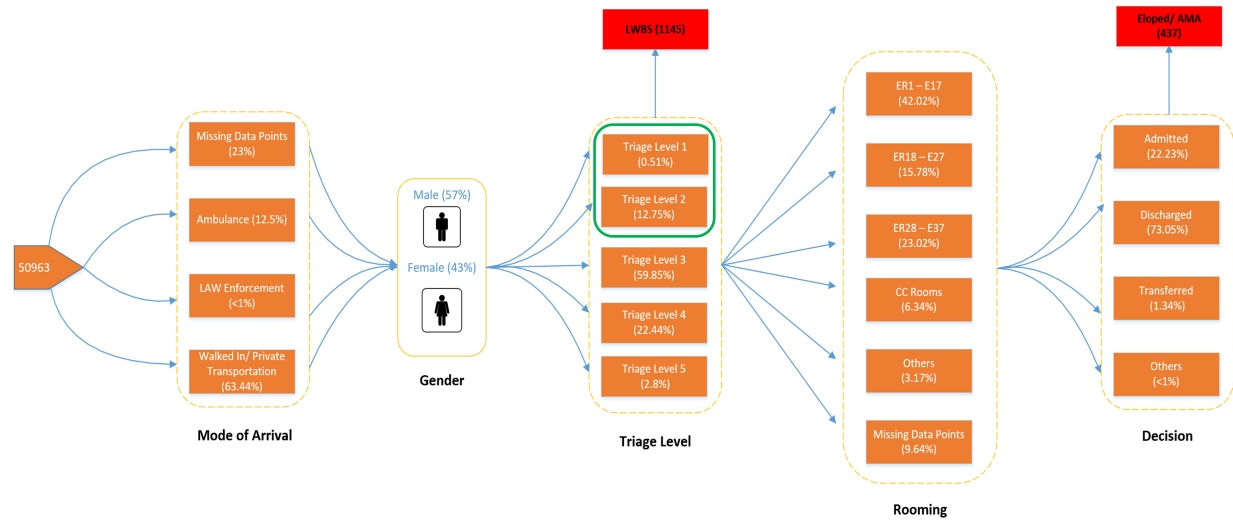 50963
Missing Data Points
(23%)
Ambulance (12.5%)
LAW Enforcement
(<1%)
Walked In/ Private
Transportation
(63.44%)
Mode of Arrival
Male (57%)
Female (43%)
Gender
LWBS (1145)
Triage Level 1
(0.51%)
Triage Level 2
(12.75%)
Triage Level 3
(59.85%)
Triage Level 4
(22.44%)
Triage Level 5
(2.8%)
Triage Level
ER1 – E17
(42.02%)
ER18 – E27
(15.78%)
ER28 – E37
(23.02%)
CC Rooms
(6.34%)
Others
(3.17%)
Missing Data Points
(9.64%)
Rooming
Eloped/ AMA
(437)
Admitted
(22.23%)
Discharged
(73.05%)
Transferred
(1.34%)
Others
(<1%)
Decision